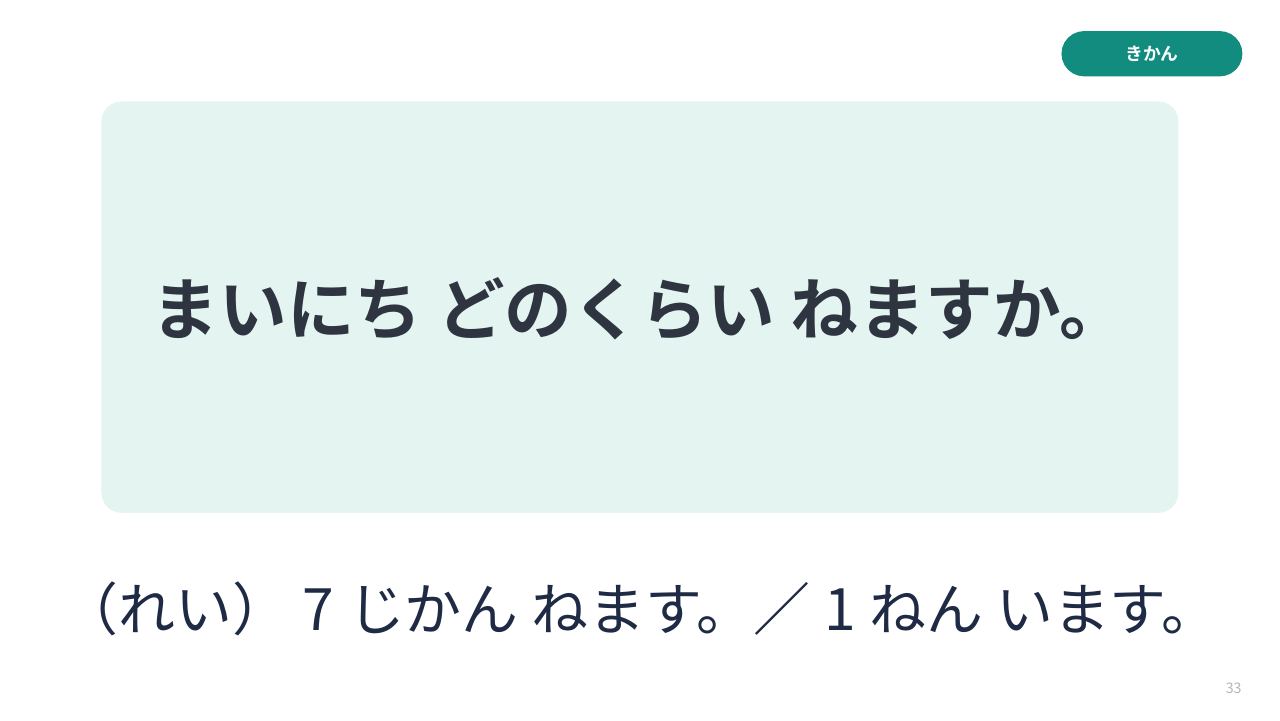 きかん
まいにち どのくらい ねますか。
（れい） 7 じかん ねます。／ 1 ねん います。
33